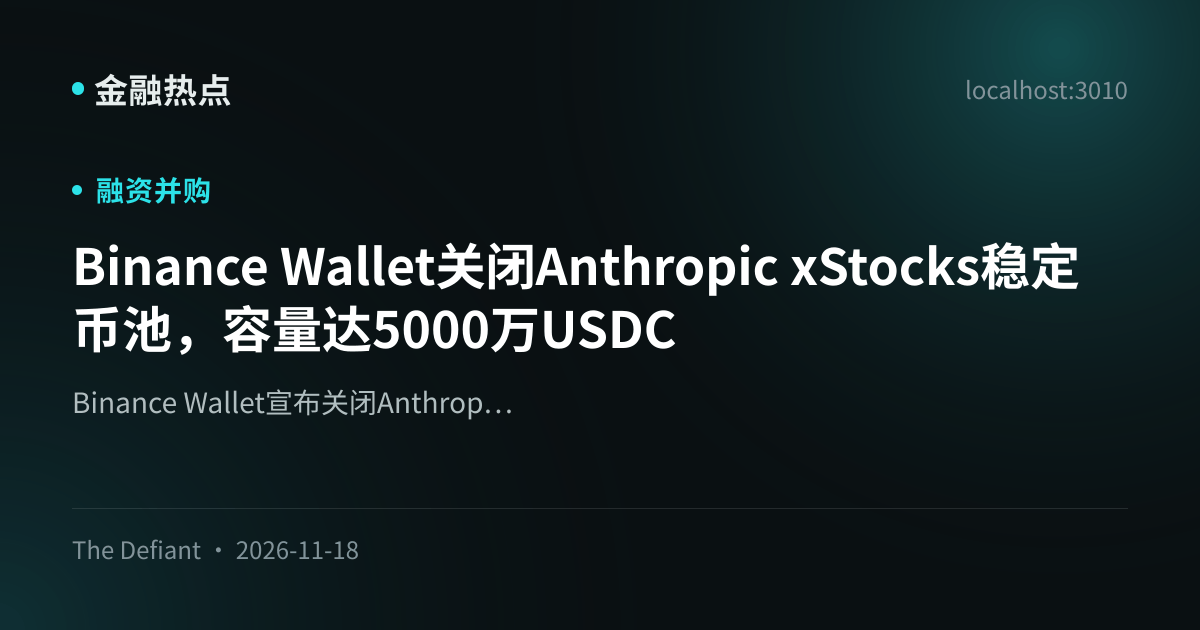 金融热点
localhost:3010
融资并购
Binance Wallet关闭Anthropic xStocks稳定
币池，容量达5000万USDC
Binance Wallet宣布关闭Anthrop…
The Defiant · 2026-11-18